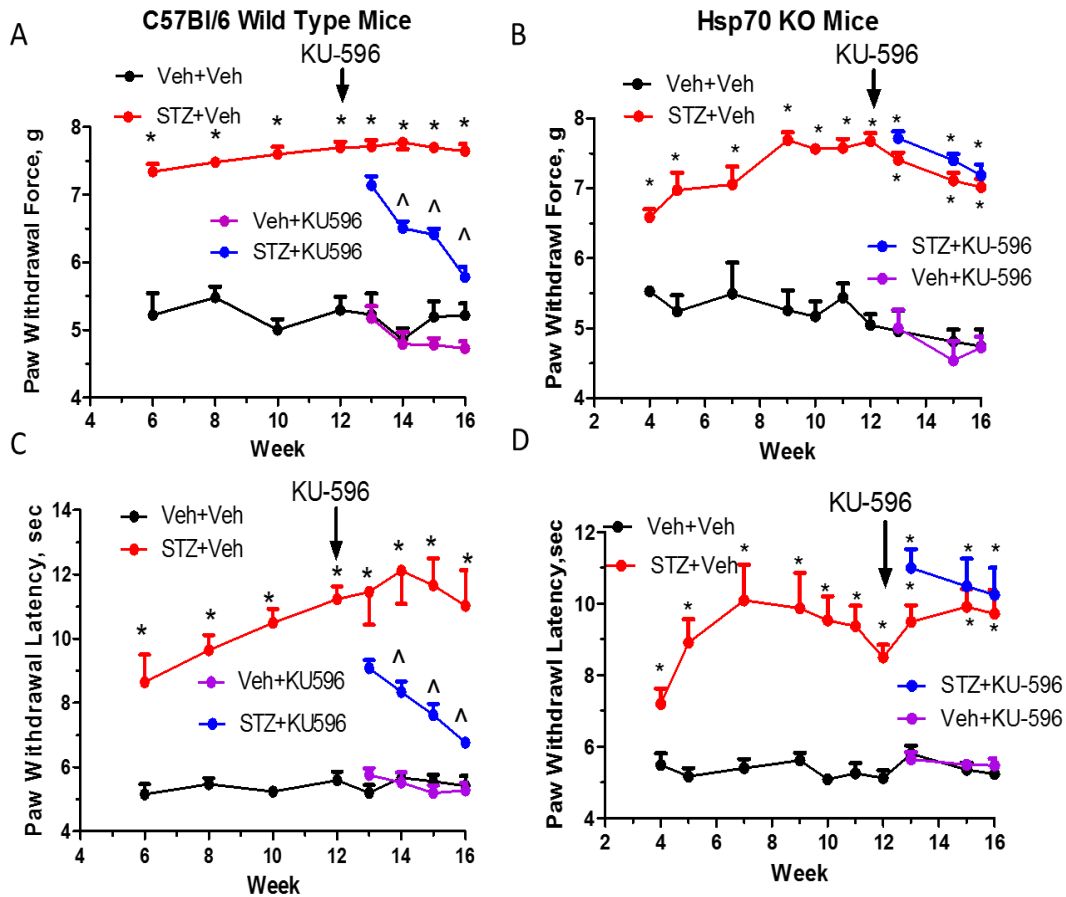 C57Bl/6 Wild Type Mice
Hsp70 KO Mice
A
KU-596
Veh+Veh
STZ+Veh
* * * * * * * *
^ ^ ^
Veh+KU596
STZ+KU596
Paw Withdrawal Force, g
8
7
6
5
4
4 6 8 10 12 14 16
Week
B
KU-596
Veh+Veh
STZ+Veh
* * * * * * * * * *
* * *
STZ+KU-596
Veh+KU-596
Paw Withdrawl Force, g
8
7
6
5
4
2 4 6 8 10 12 14 16
Week
C
KU-596
Veh+Veh
STZ+Veh
* * * * * * * *
^ ^ ^
Veh+KU596
STZ+KU596
Paw Withdrawal Latency, sec
14
12
10
8
6
4
4 6 8 10 12 14 16
Week
D
KU-596
Veh+Veh
STZ+Veh
* * * * * * * * * *
* * *
STZ+KU-596
Veh+KU-596
Paw Withdrawl Latency,sec
12
10
8
6
4
2 4 6 8 10 12 14 16
Week